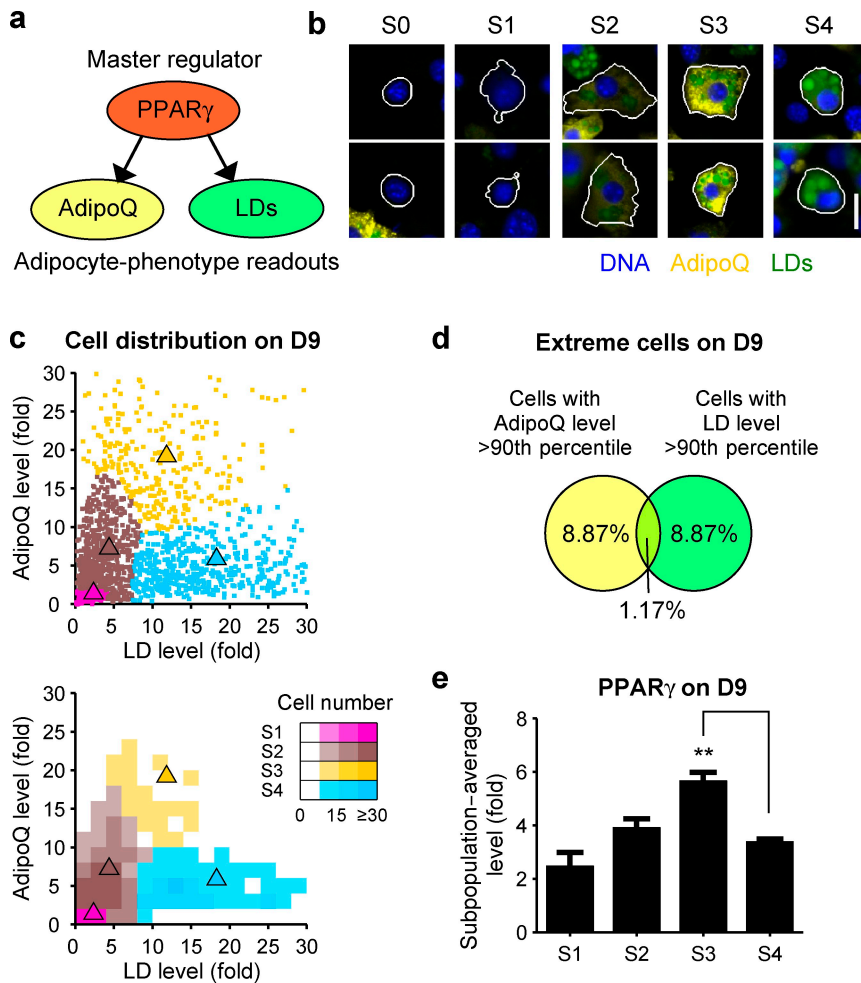 a
Master regulator
PPARγ
AdipoQ
LDs
Adipocyte-phenotype readouts
b
S0 S1 S2 S3 S4
DNA AdipoQ LDs
c
Cell distribution on D9
30
25
20
15
10
5
0
AdipoQ level (fold)
0 5 10 15 20 25 30
LD level (fold)
30
25
20
15
10
5
0
AdipoQ level (fold)
0 5 10 15 20 25 30
LD level (fold)
Cell number
S1
S2
S3
S4
0 15 ≥30
d
Extreme cells on D9
Cells with
AdipoQ level
>90th percentile
Cells with
LD level
>90th percentile
8.87%
8.87%
1.17%
e
PPARγ on D9
8
6
4
2
0
Subpopulation-averaged
level (fold)
**
S1 S2 S3 S4